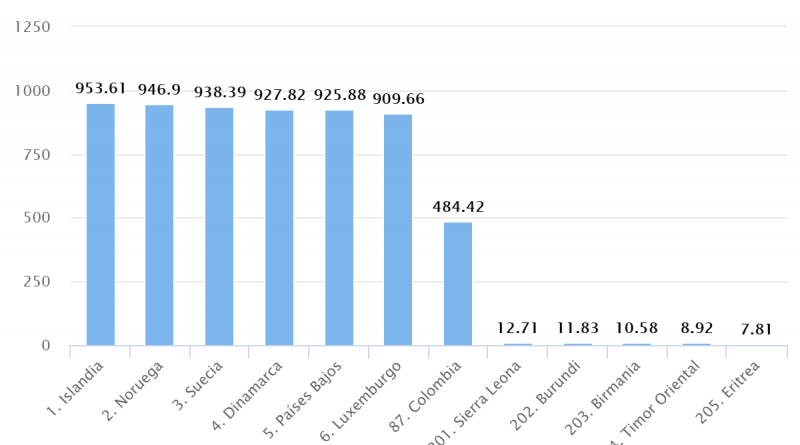 1250
1000
750
500
250
0
953.61
946.9
938.39
927.82
925.88
909.66
484.42
12.71
11.83
10.58
8.92
7.81
1. Islandia
2. Noruega
3. Suecia
4. Dinamarca
5. Países Bajos
6. Luxemburgo
87. Colombia
201. Sierra Leona
202. Burundi
203. Birmania
Timor Oriental
205. Eritrea